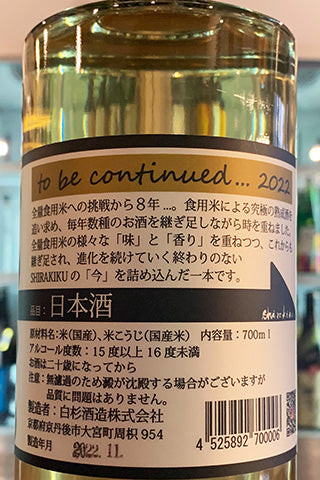 to be continued... 2022
全量食用米への挑戦から8年...。食用米による究極の熟成酒を
追い求め、毎年数種のお酒を継ぎ足しながら時を重ねました。
全量食用米の様々な「味」と「香り」を重ねつつ、これからも
継ぎ足され、進化を続けていく終わりのない
SHIRAKIKUの「今」を詰め込んだ一本です。
品目：日本酒
shirakiku
原材料名：米（国産）、米こうじ（国産米） 内容量：700ml
アルコール度数：15度以上16度未満
お酒は二十歳になってから
注意：無濾過のため澱が沈殿する場合がございますが
品質に問題はありません。
製造者：白杉酒造株式会社
京都府京丹後市大宮町周枳 954
製造年月 2022.11.
4 525892 700006